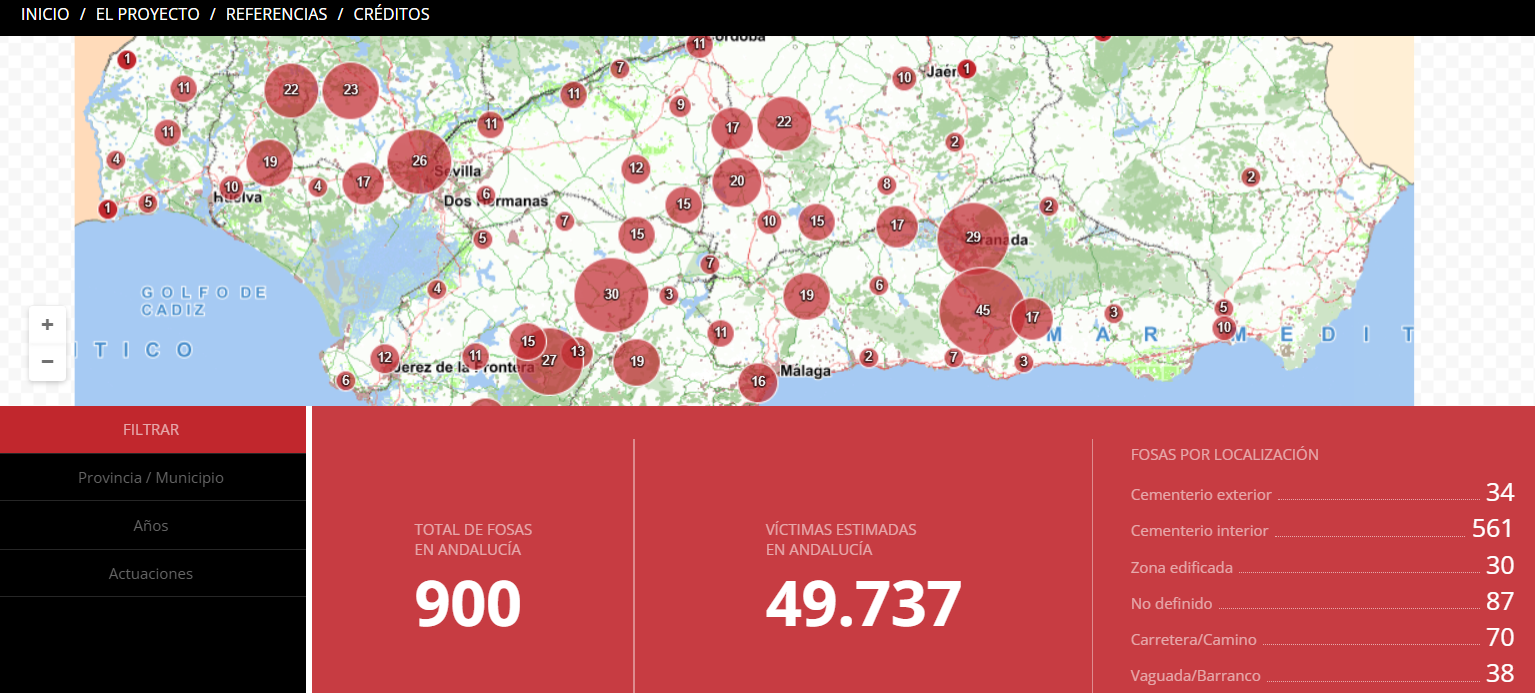 INICIO / EL PROYECTO / REFERENCIAS / CRÉDITOS
11
1
7
10
Jaén
1
11
22
23
11
9
11
17
22
11
2
4
19
26
Sevilla
12
20
2
10
4
17
6
8
Huelva
Dos Hermanas
1
5
15
2
7
10
15
17
5
15
29
Granada
7
4
30
3
19
6
GOLFO DE
CADIZ
45
17
3
5
10
+
11
MAR MEDIT
TICO
15
13
12
11
27
19
2
7
3
−
Jerez de la Frontera
Málaga
6
16
FILTRAR
Provincia / Municipio
Años
Actuaciones
TOTAL DE FOSAS
EN ANDALUCÍA
900
VÍCTIMAS ESTIMADAS
EN ANDALUCÍA
49.737
FOSAS POR LOCALIZACIÓN
Cementerio exterior 34
Cementerio interior 561
Zona edificada 30
No definido 87
Carretera/Camino 70
Vaguada/Barranco 38